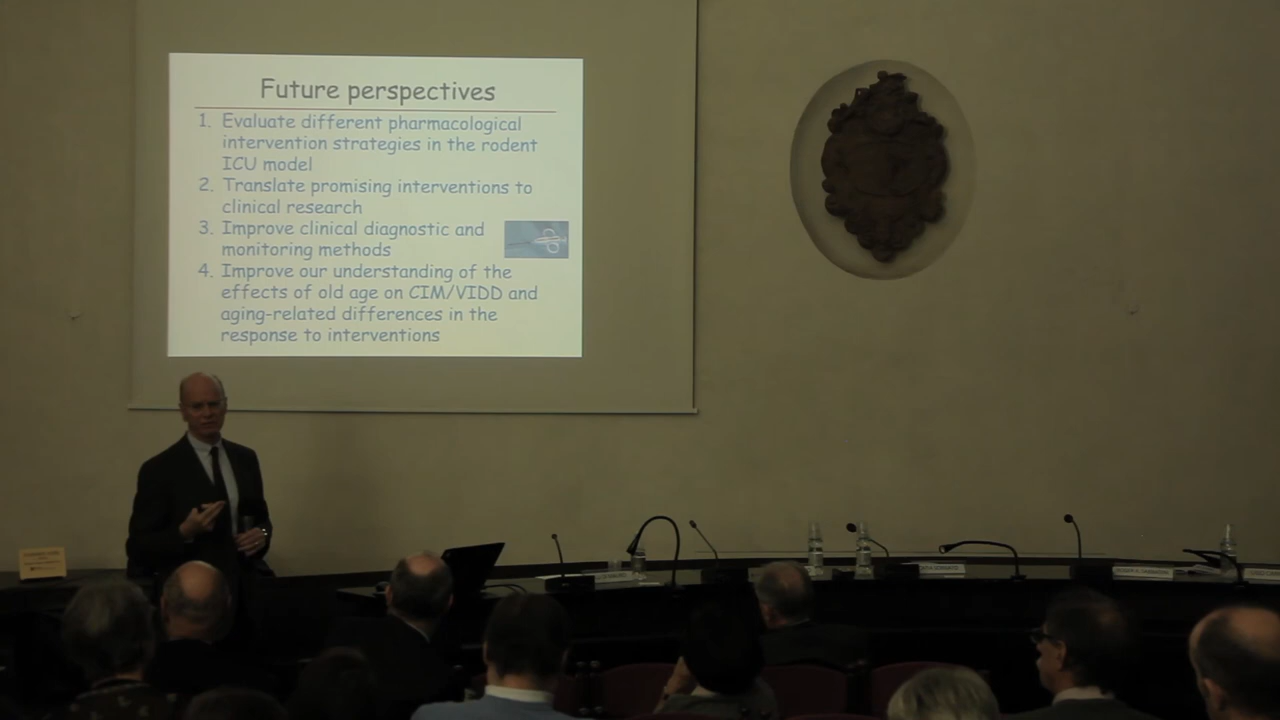 Future perspectives
1. Evaluate different pharmacological
intervention strategies in the rodent
ICU model
2. Translate promising interventions to
clinical research
3. Improve clinical diagnostic and
monitoring methods
4. Improve our understanding of the
effects of old age on CIM/VIDD and
aging-related differences in the
response to interventions